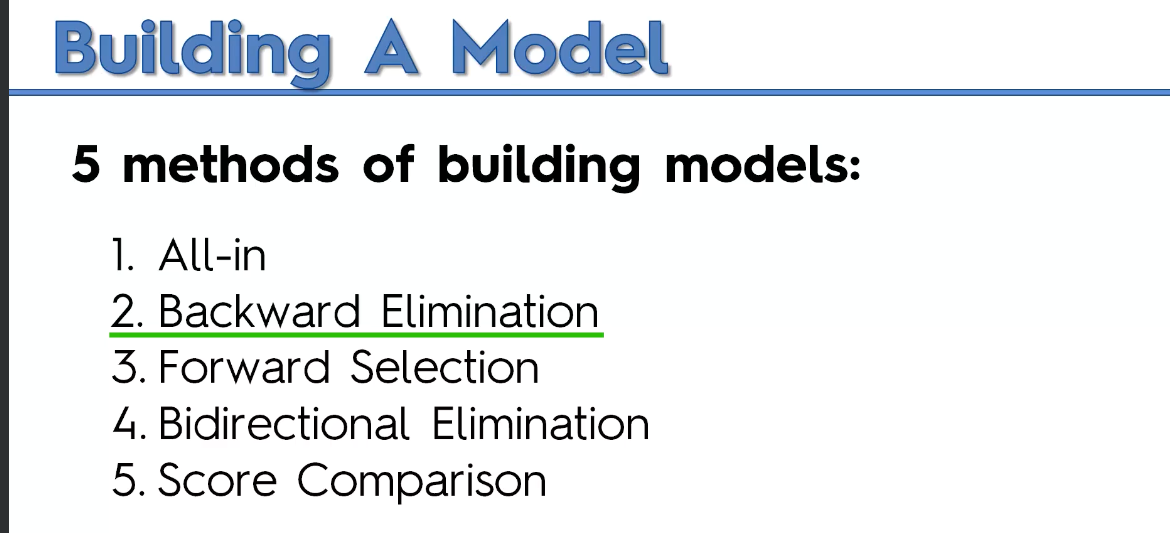 Building A Model
5 methods of building models:
1. All-in
2. Backward Elimination
3. Forward Selection
4. Bidirectional Elimination
5. Score Comparison